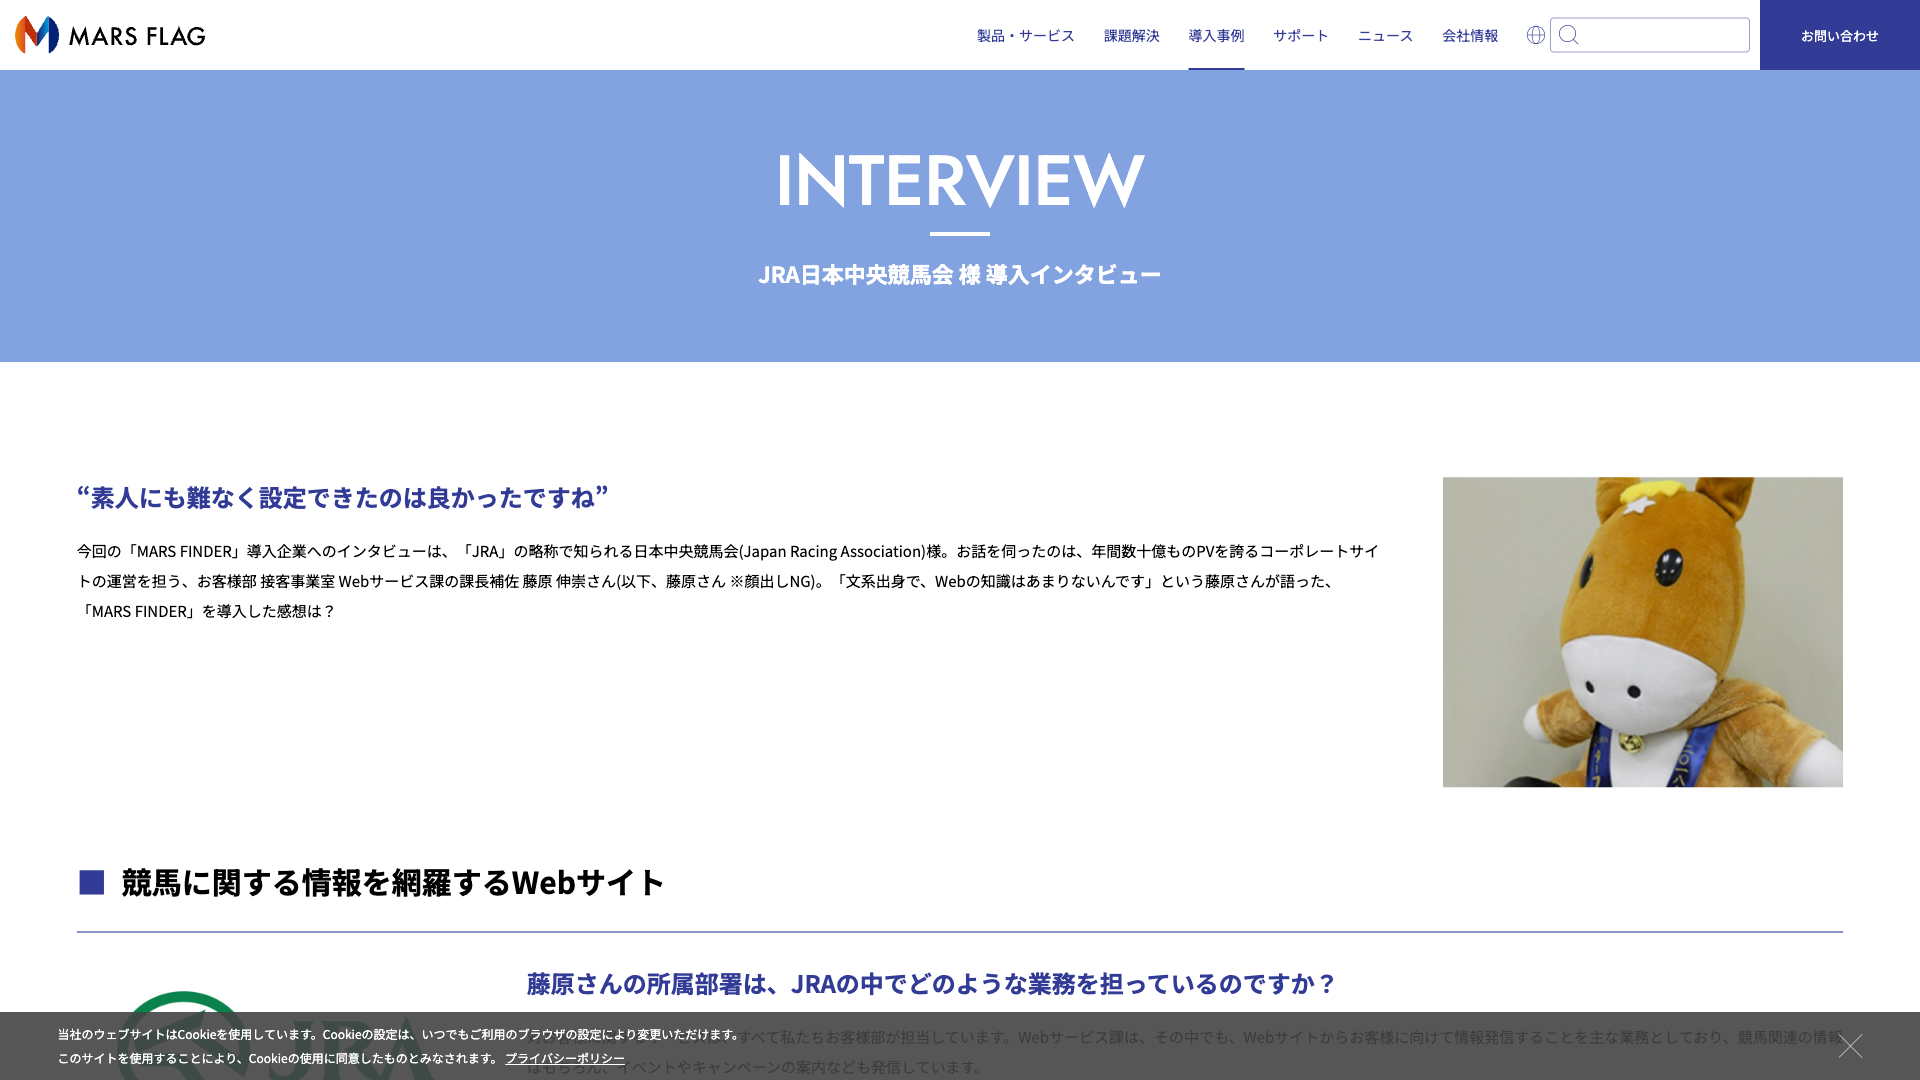 MARS FLAG
製品・サービス 課題解決 導入事例 サポート ニュース 会社情報 お問い合わせ
INTERVIEW
JRA日本中央競馬会 様 導入インタビュー
“素人にも難なく設定できたのは良かったですね”
今回の「MARS FINDER」導入企業へのインタビューは、「JRA」の略称で知られる日本中央競馬会(Japan Racing Association)様。お話を伺ったのは、年間数十億ものPVを誇るコーポレートサイ
トの運営を担う、お客様部 接客事業室 Webサービス課の課長補佐 藤原 伸崇さん(以下、藤原さん ※顔出しNG)。「文系出身で、Webの知識はあまりないんです」という藤原さんが語った、
「MARS FINDER」を導入した感想は？
■ 競馬に関する情報を網羅するWebサイト
藤原さんの所属部署は、JRAの中でどのような業務を担っているのですか？
JRA
すべて私たちお客様部が担当しています。Webサービス課は、その中でも、Webサイトからお客様に向けて情報発信することを主な業務としており、競馬関連の情報
はもちろん、イベントやキャンペーンの案内なども発信しています。
当社のウェブサイトはCookieを使用しています。Cookieの設定は、いつでもご利用のブラウザの設定により変更いただけます。
このサイトを使用することにより、Cookieの使用に同意したものとみなされます。 プライバシーポリシー